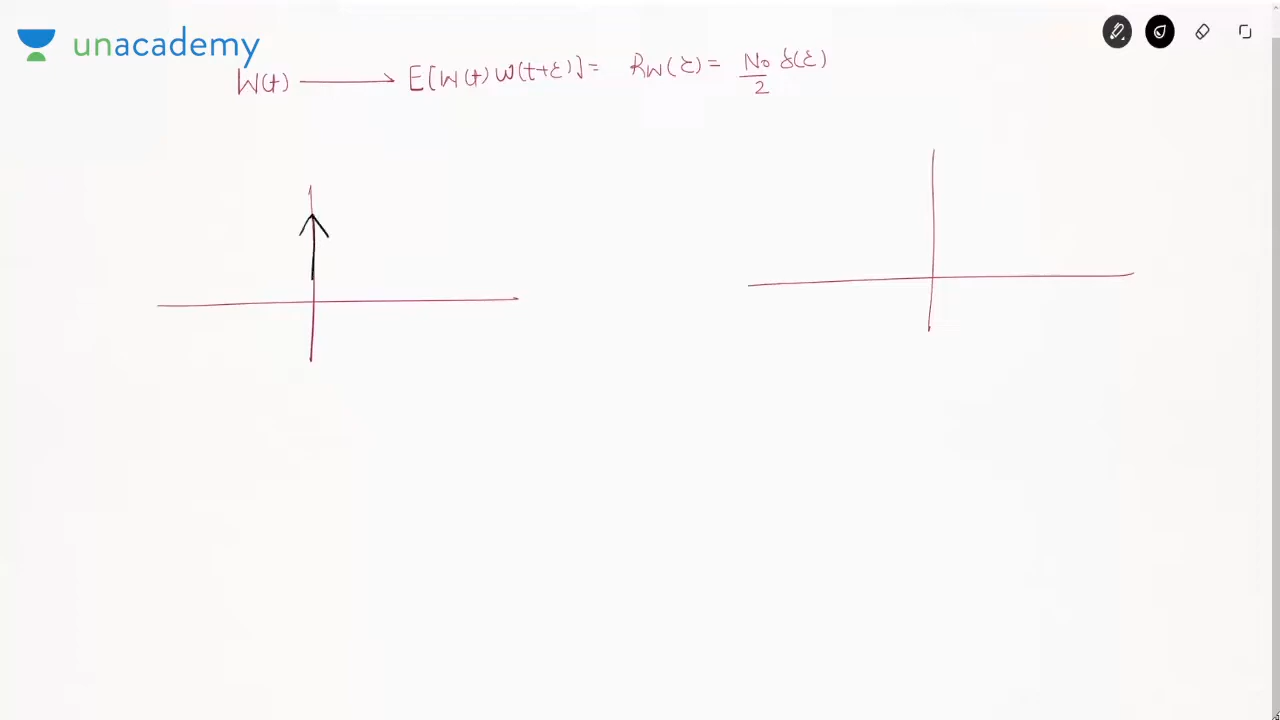 unacademy
W(t) ⟶ E[W(t) W(t+τ)] = R_W(τ) = N₀/2 δ(τ)